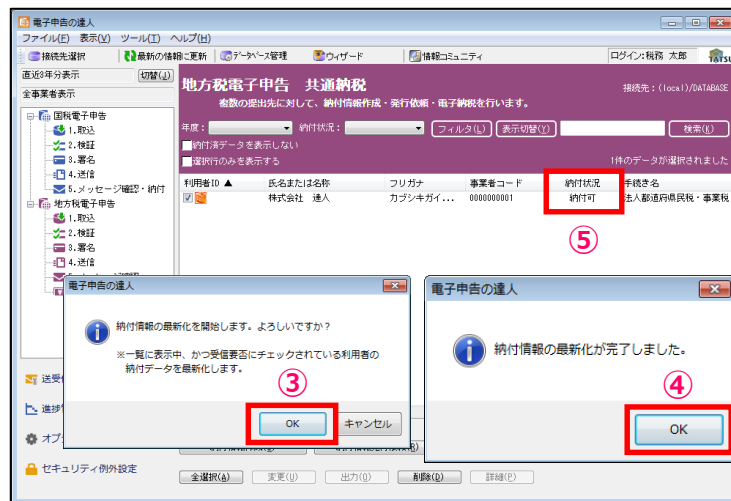 電子申告の達人
ファイル(F) 表示(V) ツール(T) ヘルプ(H)
接続先選択 最新の情報に更新 データベース管理 ウィザード 情報コミュニティ ログイン:税務 太郎
直近3年分表示 切替(J)
全事業者表示
国税電子申告
1.取込
2.検証
3.署名
4.送信
5.メッセージ確認・納付
地方税電子申告
1.取込
2.検証
3.署名
4.送信
地方税電子申告 共通納税
接続先:(local)/DATABASE
複数の提出先に対して、納付情報作成・発行依頼・電子納税を行います。
年度: 納付状況: フィルタ(L) 表示切替(Y) 検索(K)
納付済データを表示しない
選択行のみを表示する 1件のデータが選択されました
利用者ID ▲ 氏名または名称 フリガナ 事業者コード 納付状況 手続き名
株式会社 達人 カブシキガイ... 0000000001 納付可 法人都道府県民税・事業税
⑤
電子申告の達人
納付情報の最新化を開始します。よろしいですか?
※一覧に表示中、かつ受信要否にチェックされている利用者の
納付データを最新化します。
③
OK キャンセル
電子申告の達人
納付情報の最新化が完了しました。
④
OK
送受
進捗
オプ
セキュリティ例外設定
全選択(A) 変更(U) 出力(O) 削除(D) 詳細(P)